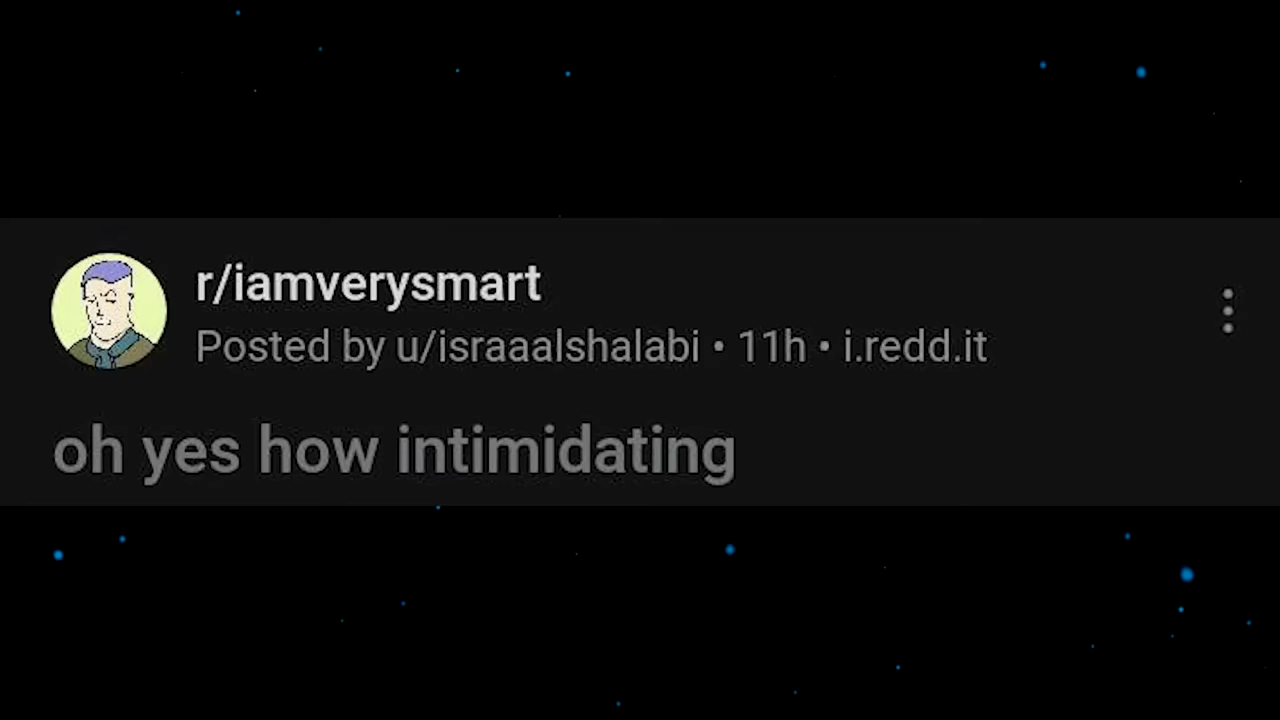 r/iamverysmart
Posted by u/israaalshalabi • 11h • i.redd.it
oh yes how intimidating